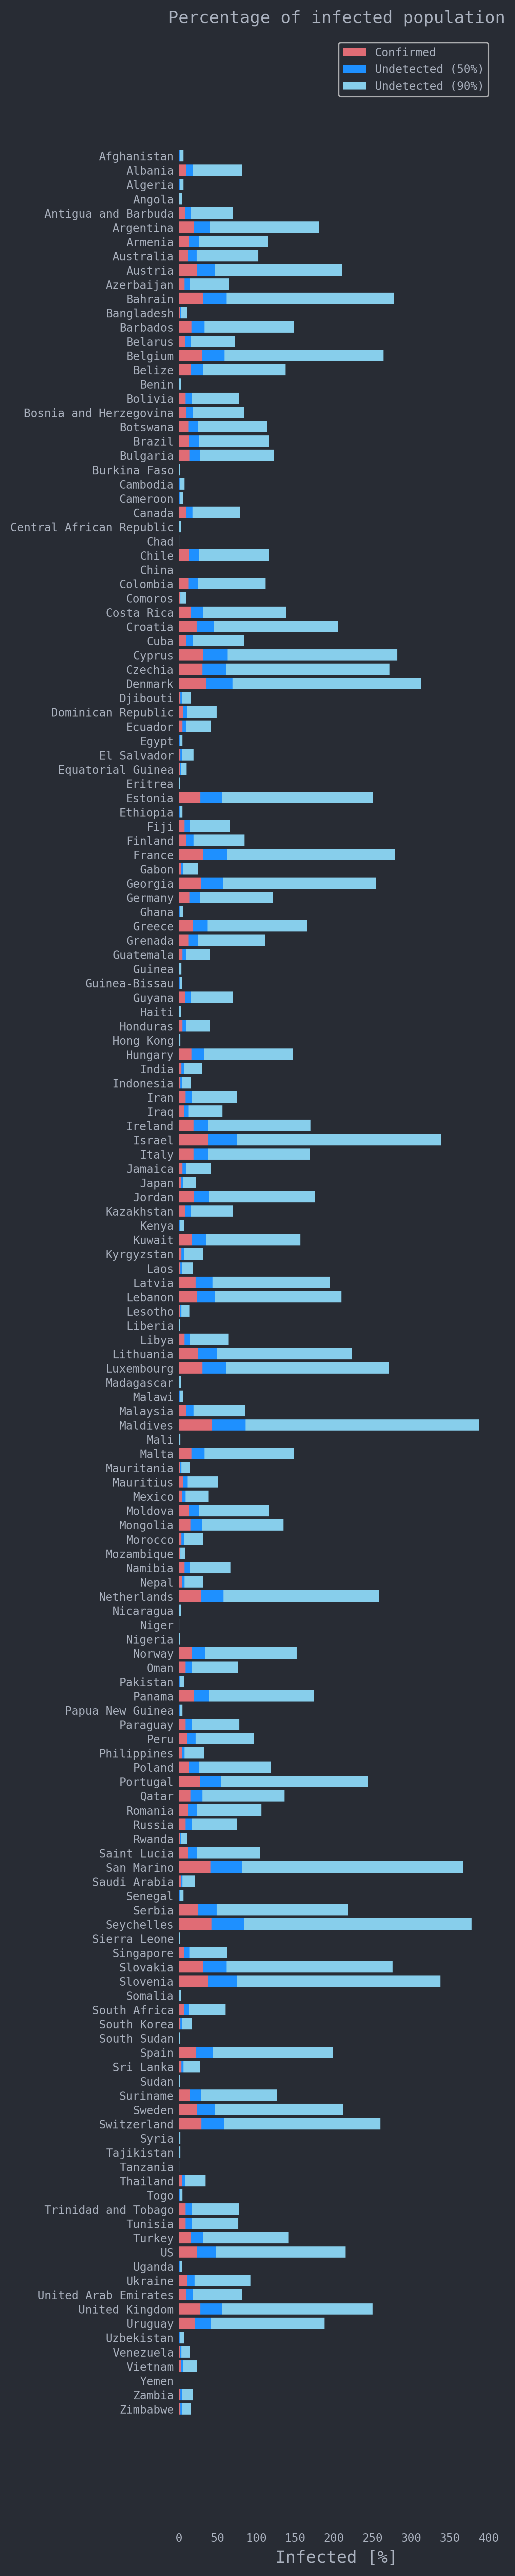 Percentage of infected population
Confirmed
Undetected (50%)
Undetected (90%)
Afghanistan
Albania
Algeria
Angola
Antigua and Barbuda
Argentina
Armenia
Australia
Austria
Azerbaijan
Bahrain
Bangladesh
Barbados
Belarus
Belgium
Belize
Benin
Bolivia
Bosnia and Herzegovina
Botswana
Brazil
Bulgaria
Burkina Faso
Cambodia
Cameroon
Canada
Central African Republic
Chad
Chile
China
Colombia
Comoros
Costa Rica
Croatia
Cuba
Cyprus
Czechia
Denmark
Djibouti
Dominican Republic
Ecuador
Egypt
El Salvador
Equatorial Guinea
Eritrea
Estonia
Ethiopia
Fiji
Finland
France
Gabon
Georgia
Germany
Ghana
Greece
Grenada
Guatemala
Guinea
Guinea-Bissau
Guyana
Haiti
Honduras
Hong Kong
Hungary
India
Indonesia
Iran
Iraq
Ireland
Israel
Italy
Jamaica
Japan
Jordan
Kazakhstan
Kenya
Kuwait
Kyrgyzstan
Laos
Latvia
Lebanon
Lesotho
Liberia
Libya
Lithuania
Luxembourg
Madagascar
Malawi
Malaysia
Maldives
Mali
Malta
Mauritania
Mauritius
Mexico
Moldova
Mongolia
Morocco
Mozambique
Namibia
Nepal
Netherlands
Nicaragua
Niger
Nigeria
Norway
Oman
Pakistan
Panama
Papua New Guinea
Paraguay
Peru
Philippines
Poland
Portugal
Qatar
Romania
Russia
Rwanda
Saint Lucia
San Marino
Saudi Arabia
Senegal
Serbia
Seychelles
Sierra Leone
Singapore
Slovakia
Slovenia
Somalia
South Africa
South Korea
South Sudan
Spain
Sri Lanka
Sudan
Suriname
Sweden
Switzerland
Syria
Tajikistan
Tanzania
Thailand
Togo
Trinidad and Tobago
Tunisia
Turkey
US
Uganda
Ukraine
United Arab Emirates
United Kingdom
Uruguay
Uzbekistan
Venezuela
Vietnam
Yemen
Zambia
Zimbabwe
0 50 100 150 200 250 300 350 400
Infected [%]